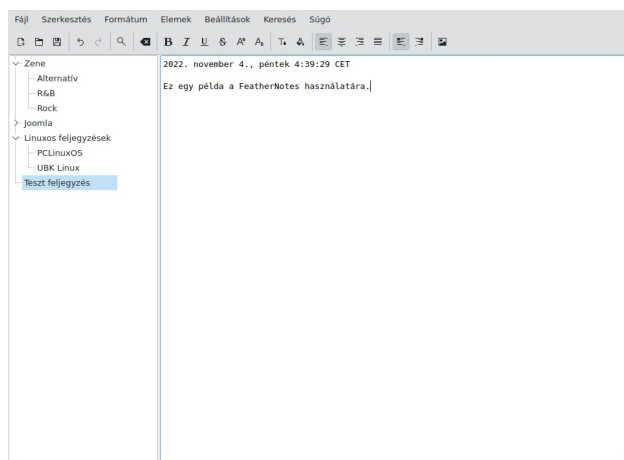 Fájl Szerkesztés Formátum Elemek Beállítások Keresés Súgó
Zene
Alternatív
R&B
Rock
Joomla
Linuxos feljegyzések
PCLinuxOS
UBK Linux
Teszt feljegyzés
2022. november 4., péntek 4:39:29 CET
Ez egy példa a FeatherNotes használatára.